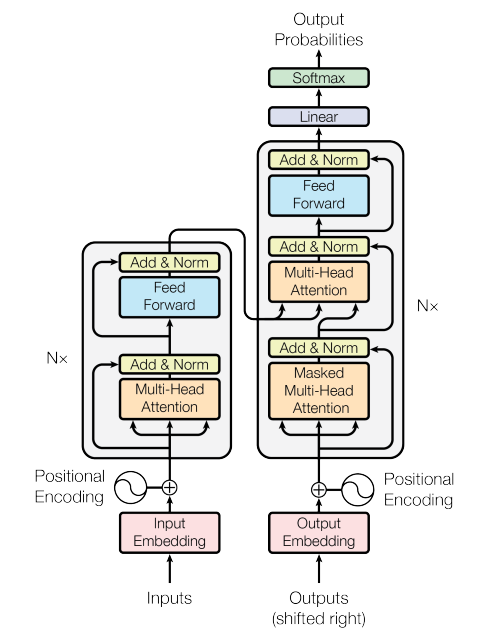 Output
Probabilities
Softmax
Linear
Add & Norm
Feed
Forward
Add & Norm
Multi-Head
Attention
Add & Norm
Masked
Multi-Head
Attention
N×
Add & Norm
Feed
Forward
Add & Norm
Multi-Head
Attention
N×
Positional
Encoding
Positional
Encoding
Input
Embedding
Output
Embedding
Inputs
Outputs
(shifted right)